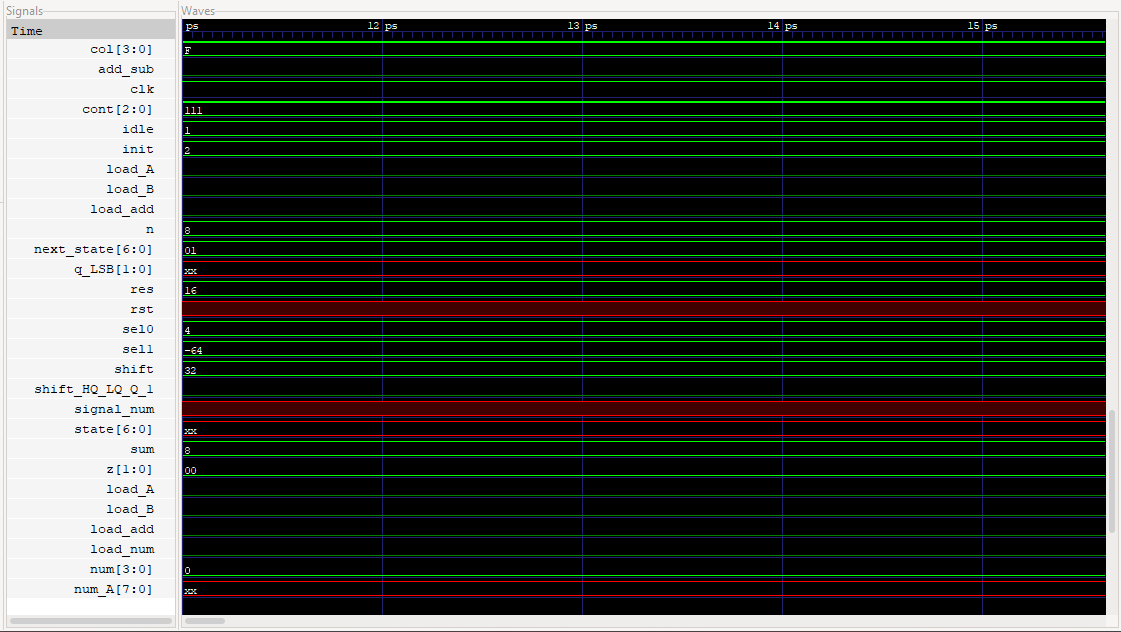 Signals
Waves
Time
ps 12 ps 13 ps 14 ps 15 ps
col[3:0] F
add_sub
clk
cont[2:0] 111
idle 1
init 2
load_A
load_B
load_add
n 8
next_state[6:0] 01
q_LSB[1:0] xx
res 16
rst
sel0 4
sel1 -64
shift 32
shift_HQ_LQ_Q_1
signal_num
state[6:0] xx
sum 8
z[1:0] 00
load_A
load_B
load_add
load_num
num[3:0] 0
num_A[7:0] xx